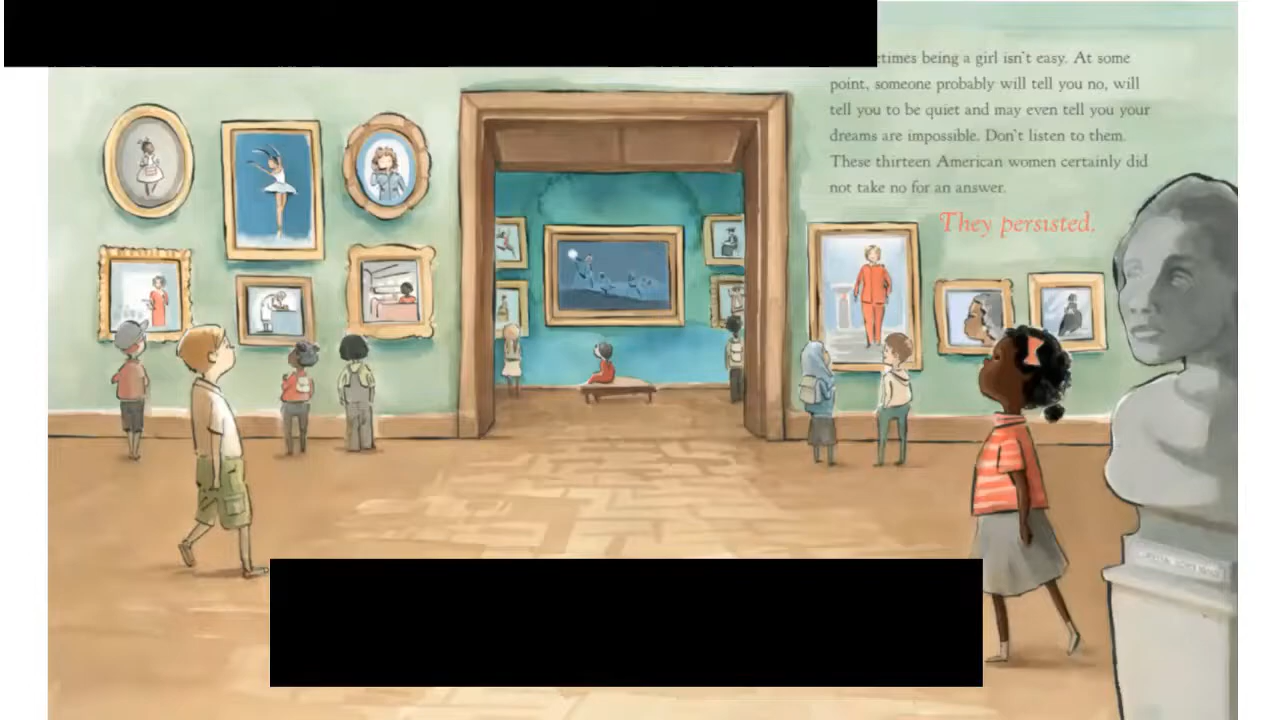 being a girl isn't easy. At some
point, someone probably will tell you no, will
tell you to be quiet and may even tell you your
dreams are impossible. Don't listen to them.
These thirteen American women certainly did
not take no for an answer.
They persisted.